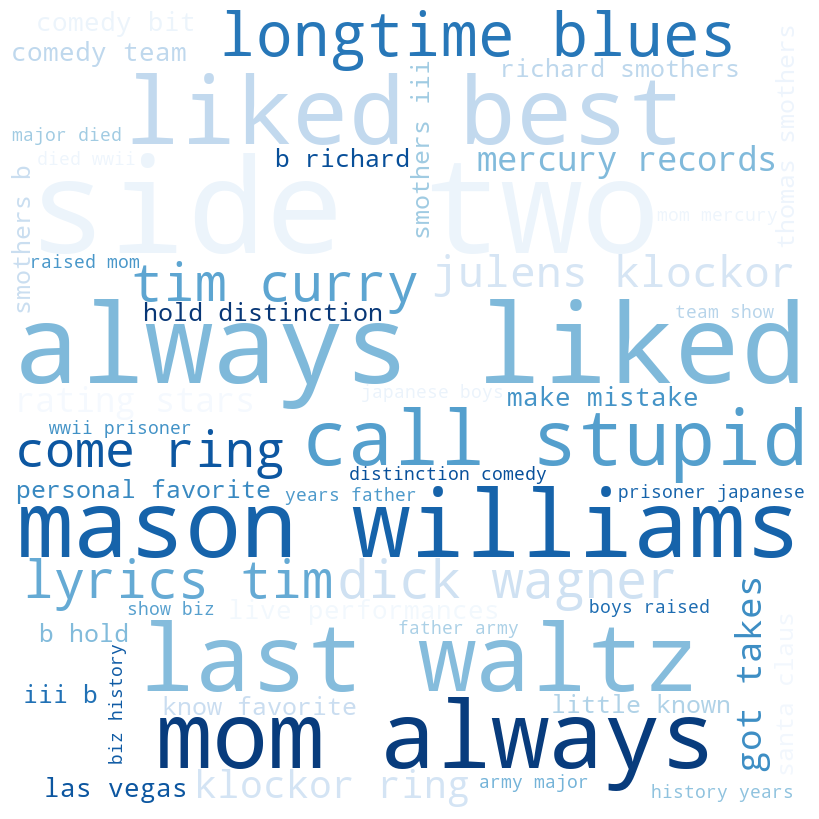 comedy bit
longtime blues
comedy team
richard smothers
liked best
smothers iii
thomas smothers
major died
died wwii
b richard
mercury records
side two
smothers b
mom mercury
raised mom
tim curry
julens klockor
hold distinction
team show
always liked
rating stars
japanese boys
make mistake
wwii prisoner
come ring
call stupid
distinction comedy
personal favorite
years father
prisoner japanese
mason williams
lyrics tim
dick wagner
show biz
live performances
boys raised
got takes
b hold
father army
last waltz
santa claus
biz history
iii b
know favorite
little known
mom always
las vegas
klockor ring
army major
history years